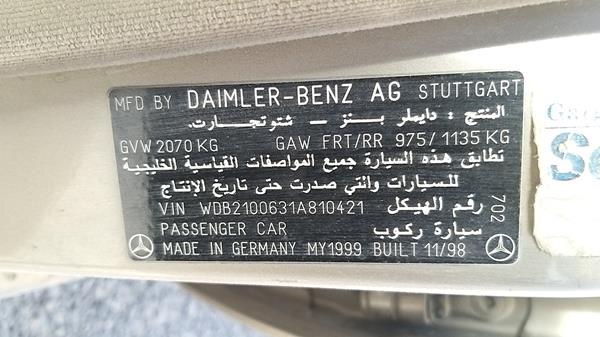 MFD BY DAIMLER-BENZ AG STUTTGART
المنتج : دايملر بنز – شتوتجارت.
GVW 2070 KG GAW FRT/RR 975/1135 KG
تطابق هذه السيارة جميع المواصفات القياسية الخليجية
للسيارات والتي صدرت حتى تاريخ الإنتاج
VIN WDB2100631A810421 رقم الهيكل
702
PASSENGER CAR سيارة ركوب
MADE IN GERMANY MY1999 BUILT 11/98